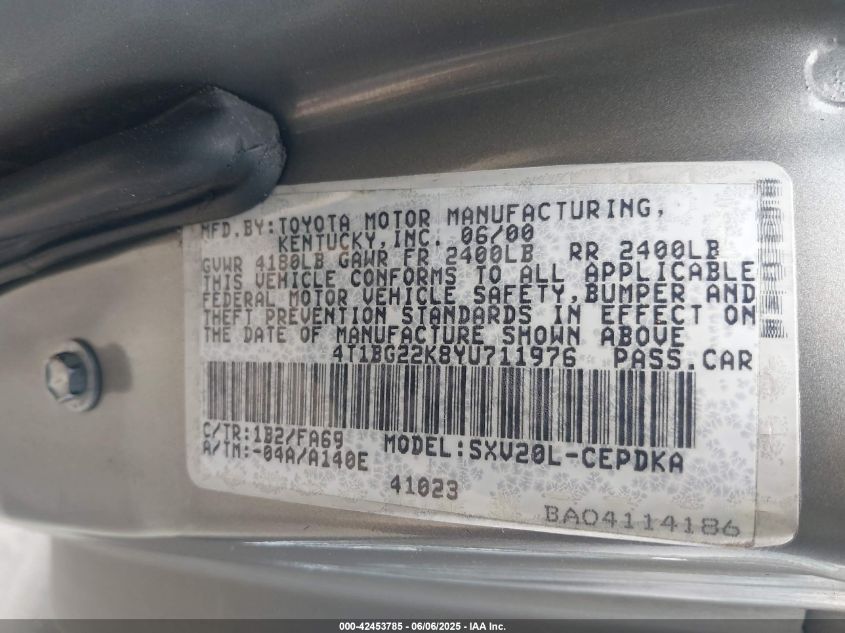 MFD.BY:TOYOTA MOTOR MANUFACTURING,
KENTUCKY,INC. 06/00
GVWR 4180LB GAWR FR 2400LB RR 2400LB
THIS VEHICLE CONFORMS TO ALL APPLICABLE
FEDERAL MOTOR VEHICLE SAFETY,BUMPER AND
THEFT PREVENTION STANDARDS IN EFFECT ON
THE DATE OF MANUFACTURE SHOWN ABOVE
4T1BG22K8YU711976 PASS.CAR
C/TR:1B2/FA69 MODEL:SXV20L-CEPDKA
A/TM:-04A/A140E
41023
BA04114186
000-42453785 - 06/06/2025 - IAA Inc.